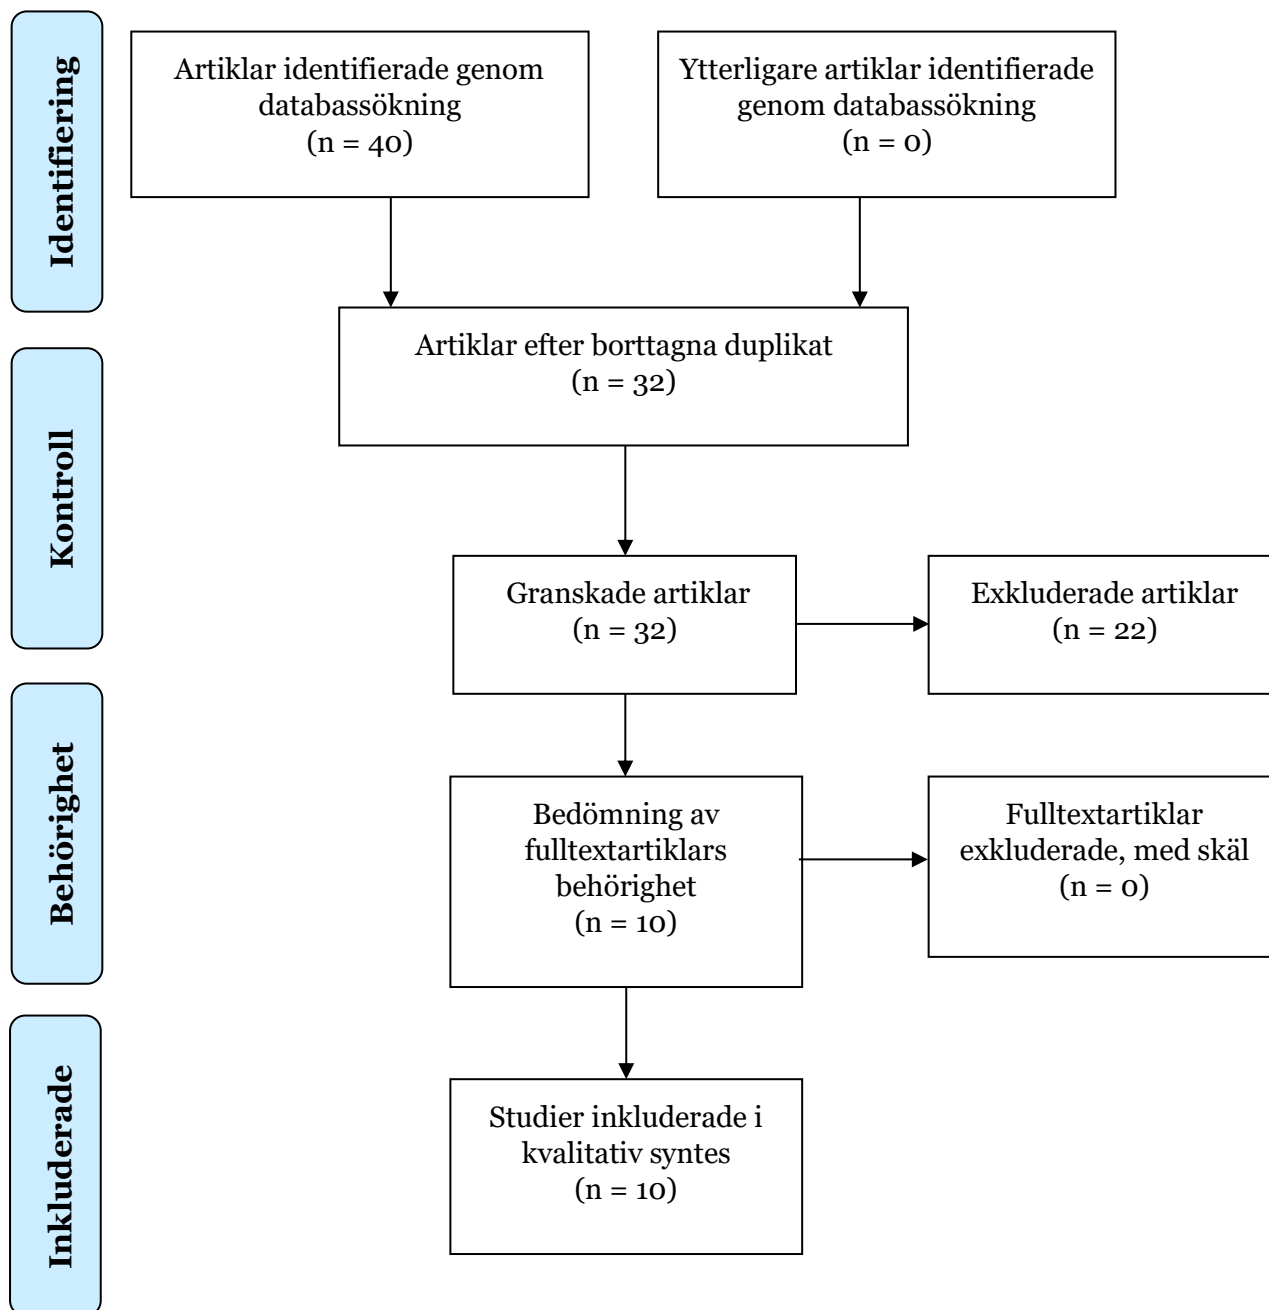 Identifiering
Artiklar identifierade genom
databassökning
(n = 40)
Ytterligare artiklar identifierade
genom databassökning
(n = 0)
Artiklar efter borttagna duplikat
(n = 32)
Kontroll
Granskade artiklar
(n = 32)
Exkluderade artiklar
(n = 22)
Behörighet
Bedömning av
fulltextartiklars
behörighet
(n = 10)
Fulltextartiklar
exkluderade, med skäl
(n = 0)
Inkluderade
Studier inkluderade i
kvalitativ syntes
(n = 10)